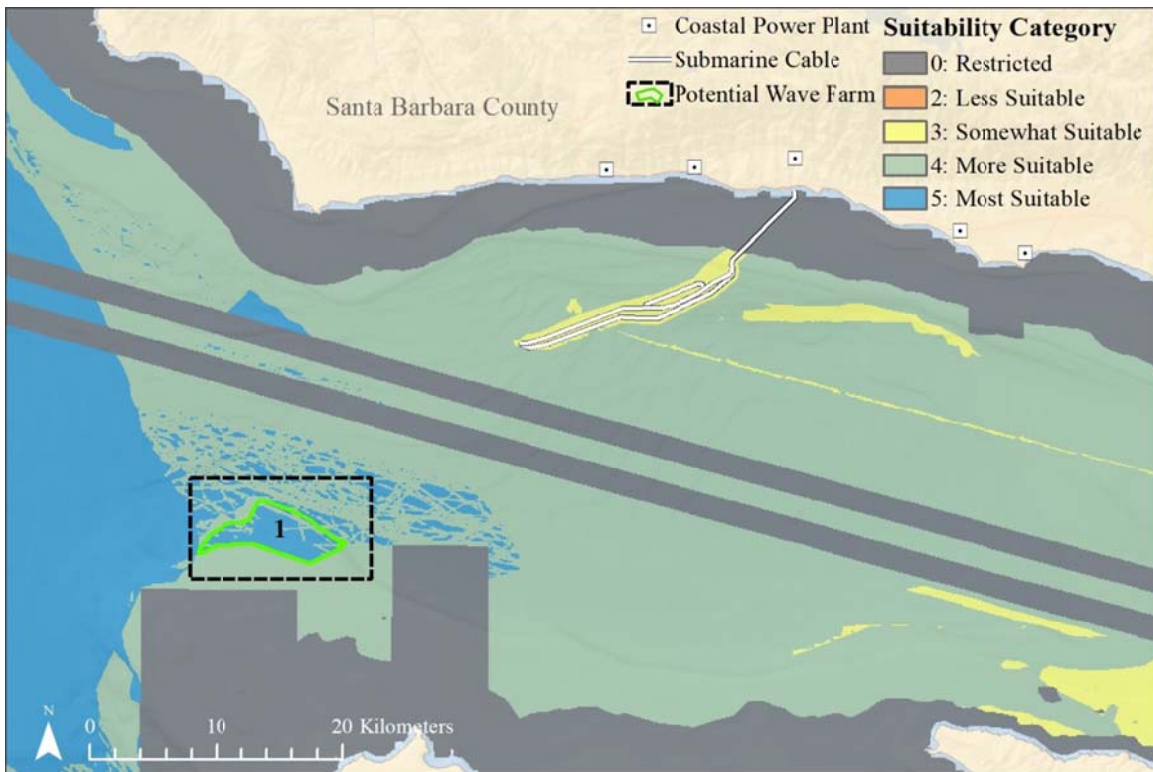 Coastal Power Plant
Submarine Cable
Potential Wave Farm
Suitability Category
0: Restricted
2: Less Suitable
3: Somewhat Suitable
4: More Suitable
5: Most Suitable
Santa Barbara County
1
N
0 10 20 Kilometers